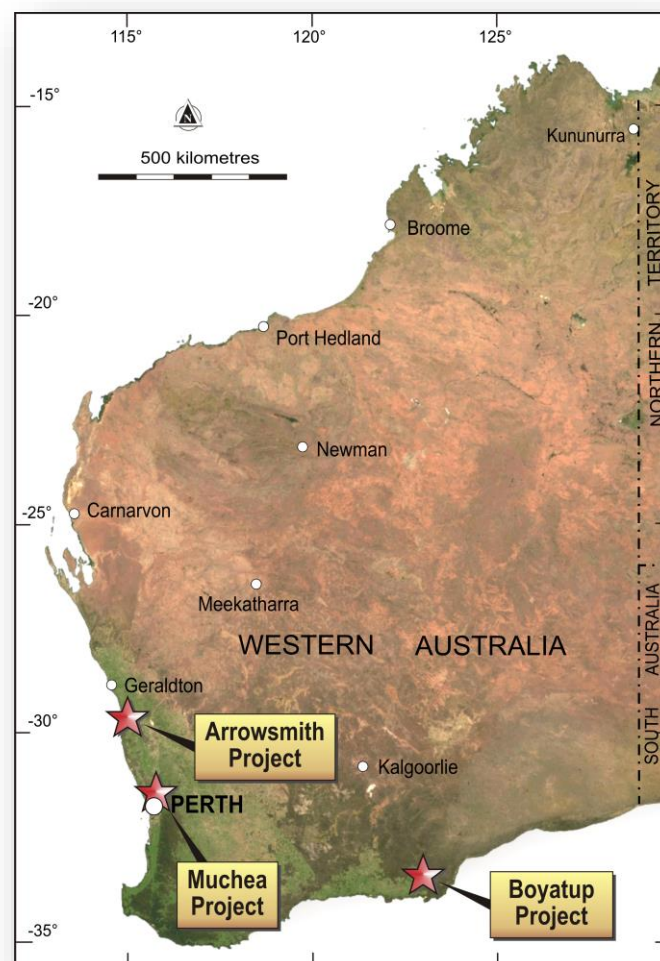 115°
120°
125°
-15°
N
500 kilometres
Kununurra
Broome
NORTHERN TERRITORY
-20°
Port Hedland
Newman
-25°
Carnarvon
Meekatharra
WESTERN AUSTRALIA
SOUTH AUSTRALIA
Geraldton
-30°
Arrowsmith
Project
Kalgoorlie
PERTH
Muchea
Project
Boyatup
Project
-35°